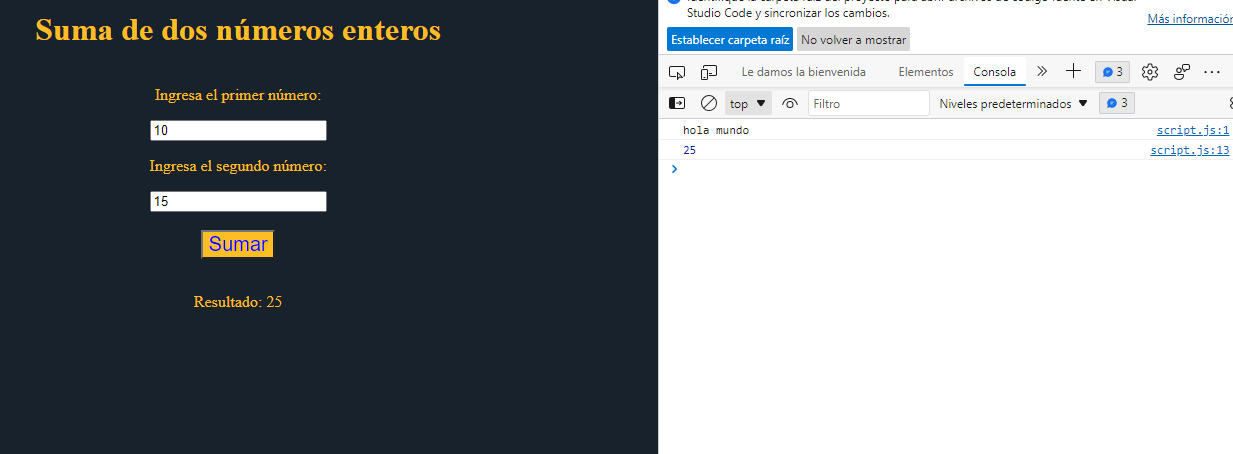 Suma de dos números enteros
Ingresa el primer número:
10
Ingresa el segundo número:
15
Sumar
Resultado: 25
Studio Code y sincronizar los cambios.
Más información
Establecer carpeta raíz
No volver a mostrar
Le damos la bienvenida
Elementos
Consola
3
top
Filtro
Niveles predeterminados
3
hola mundo script.js:1
25 script.js:13